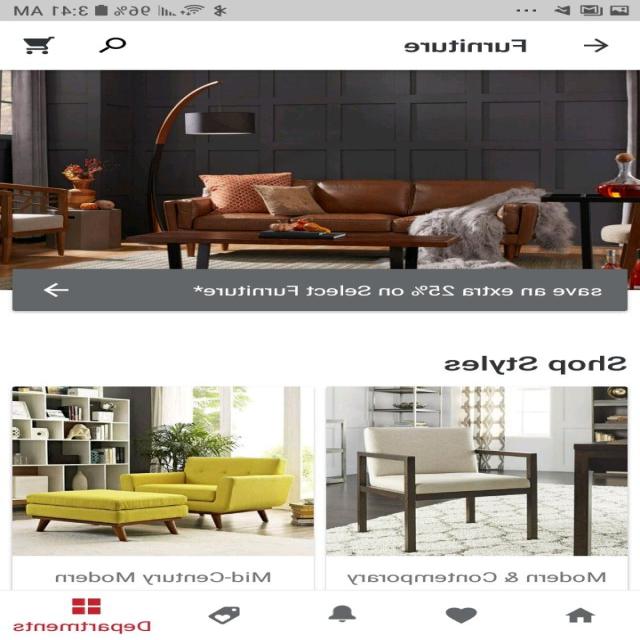 3:41 AM 96%
Furniture
save an extra 25% on Select Furniture*
Shop Styles
Modern & Contemporary Mid-Century Modern
Departments